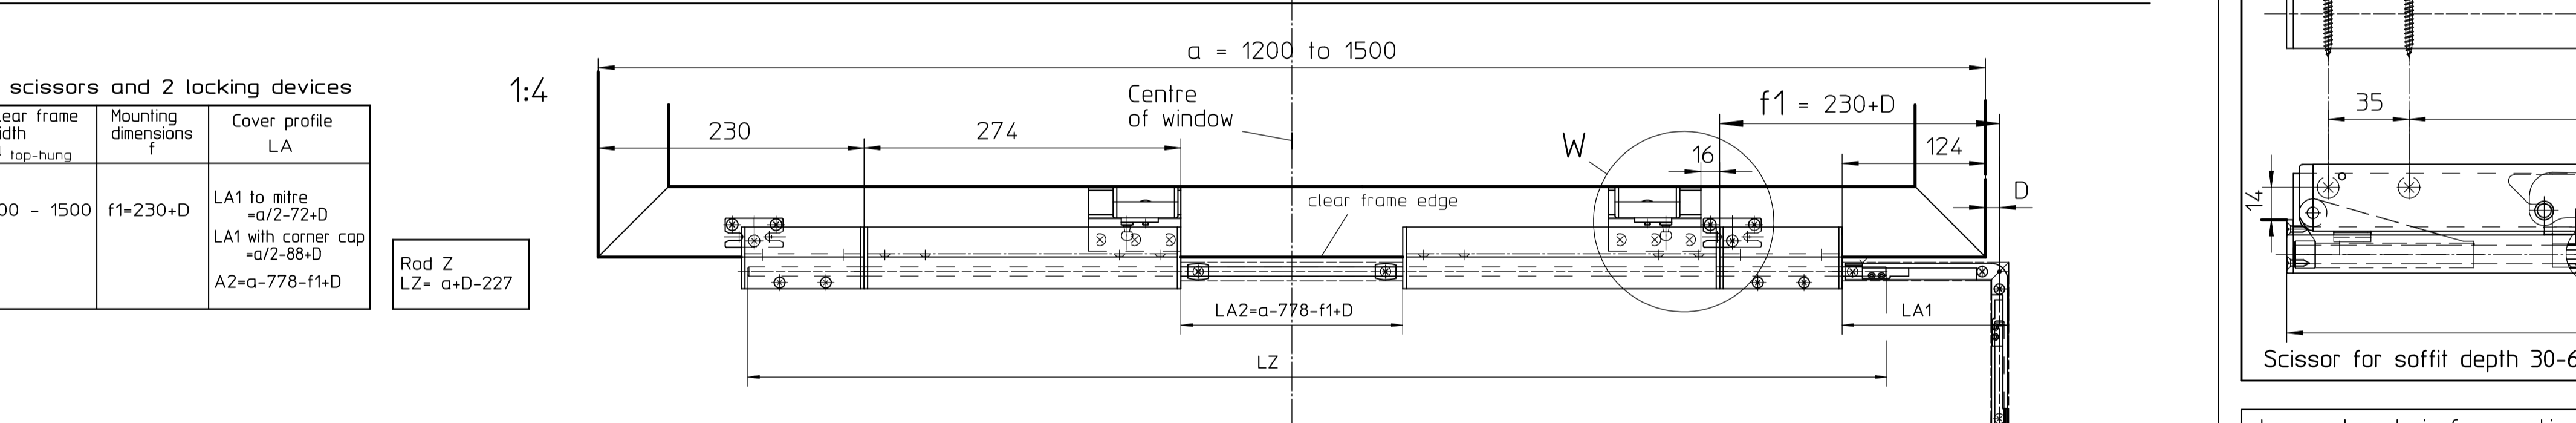 scissors and 2 locking devices
lear frame
idth
top-hung
Mounting
dimensions
f
Cover profile
LA
00 - 1500
f1=230+D
LA1 to mitre
=a/2-72+D
LA1 with corner cap
=a/2-88+D
A2=a-778-f1+D
Rod Z
LZ= a+D-227
1:4
a = 1200 to 1500
Centre
of window
f1 = 230+D
230
274
W
16
124
D
clear frame edge
LA2=a-778-f1+D
LA1
LZ
35
14
Scissor for soffit depth 30-6